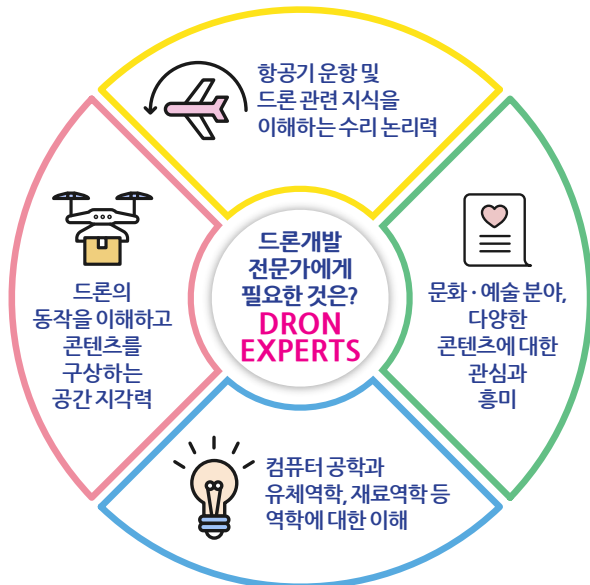 항공기 운항 및
드론 관련 지식을
이해하는 수리 논리력
드론의
동작을 이해하고
콘텐츠를
구상하는
공간 지각력
드론개발
전문가에게
필요한 것은?
DRON
EXPERTS
문화·예술 분야,
다양한
콘텐츠에 대한
관심과
흥미
컴퓨터 공학과
유체역학, 재료역학 등
역학에 대한 이해